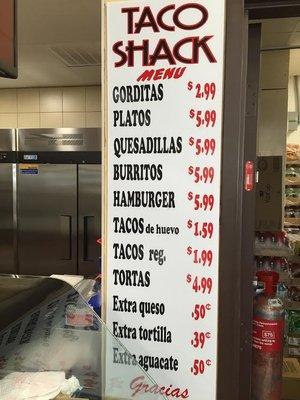 TACO
SHACK
MENU
GORDITAS $2.99
PLATOS $5.99
QUESADILLAS $5.99
BURRITOS $5.99
HAMBURGER $5.99
TACOS de huevo $1.59
TACOS reg. $1.99
TORTAS $4.99
Extra queso .50¢
Extra tortilla .39¢
Extra aguacate .50¢
Gracias